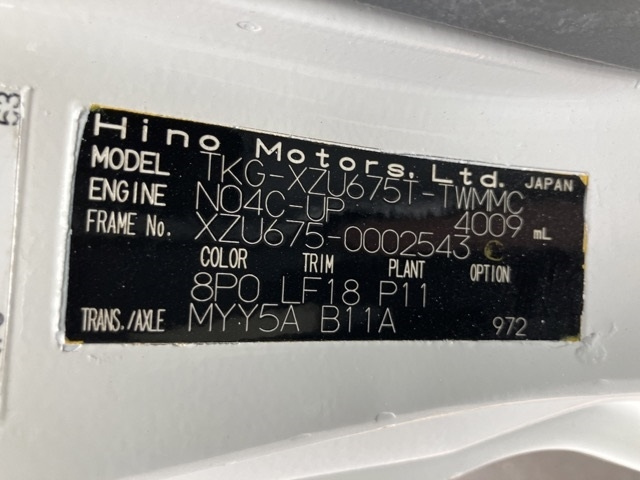 Hino Motors, Ltd. JAPAN
MODEL TKG-XZU675T-TWMMC
ENGINE N04C-UP 4009 mL
FRAME No. XZU675-0002543
COLOR TRIM PLANT OPTION
8P0 LF18 P11
TRANS./AXLE MYY5A B11A 972